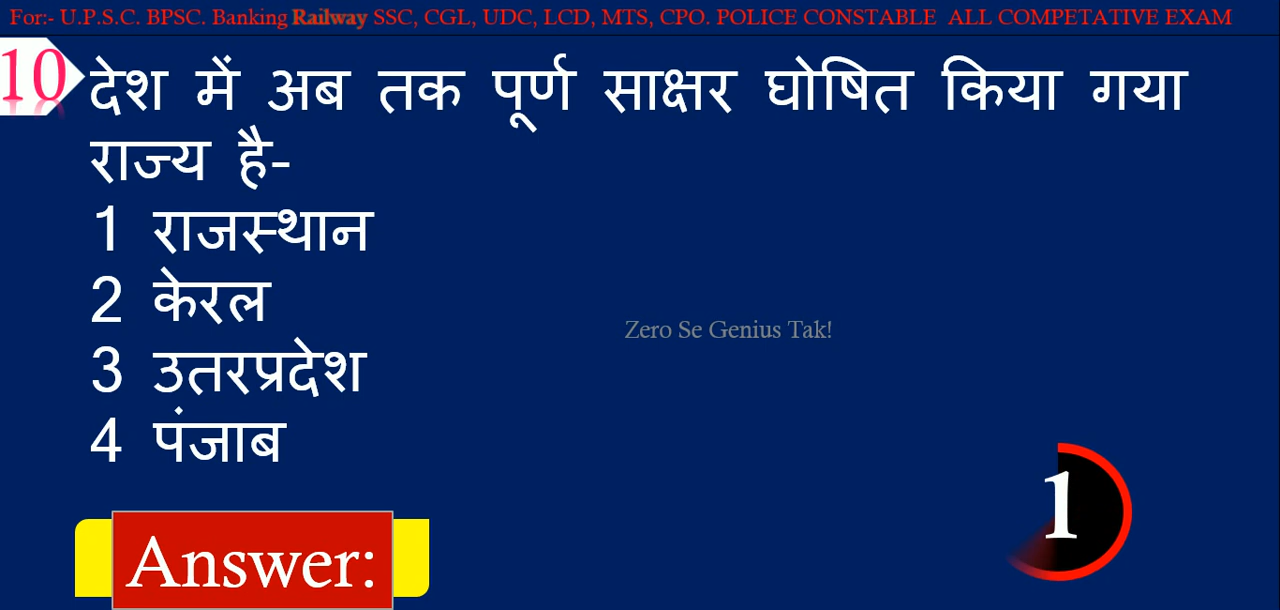 For:- U.P.S.C. BPSC. Banking Railway SSC, CGL, UDC, LCD, MTS, CPO. POLICE CONSTABLE ALL COMPETATIVE EXAM
10 देश में अब तक पूर्ण साक्षर घोषित किया गया
राज्य है-
1 राजस्थान
2 केरल
Zero Se Genius Tak!
3 उतरप्रदेश
4 पंजाब
1
Answer: